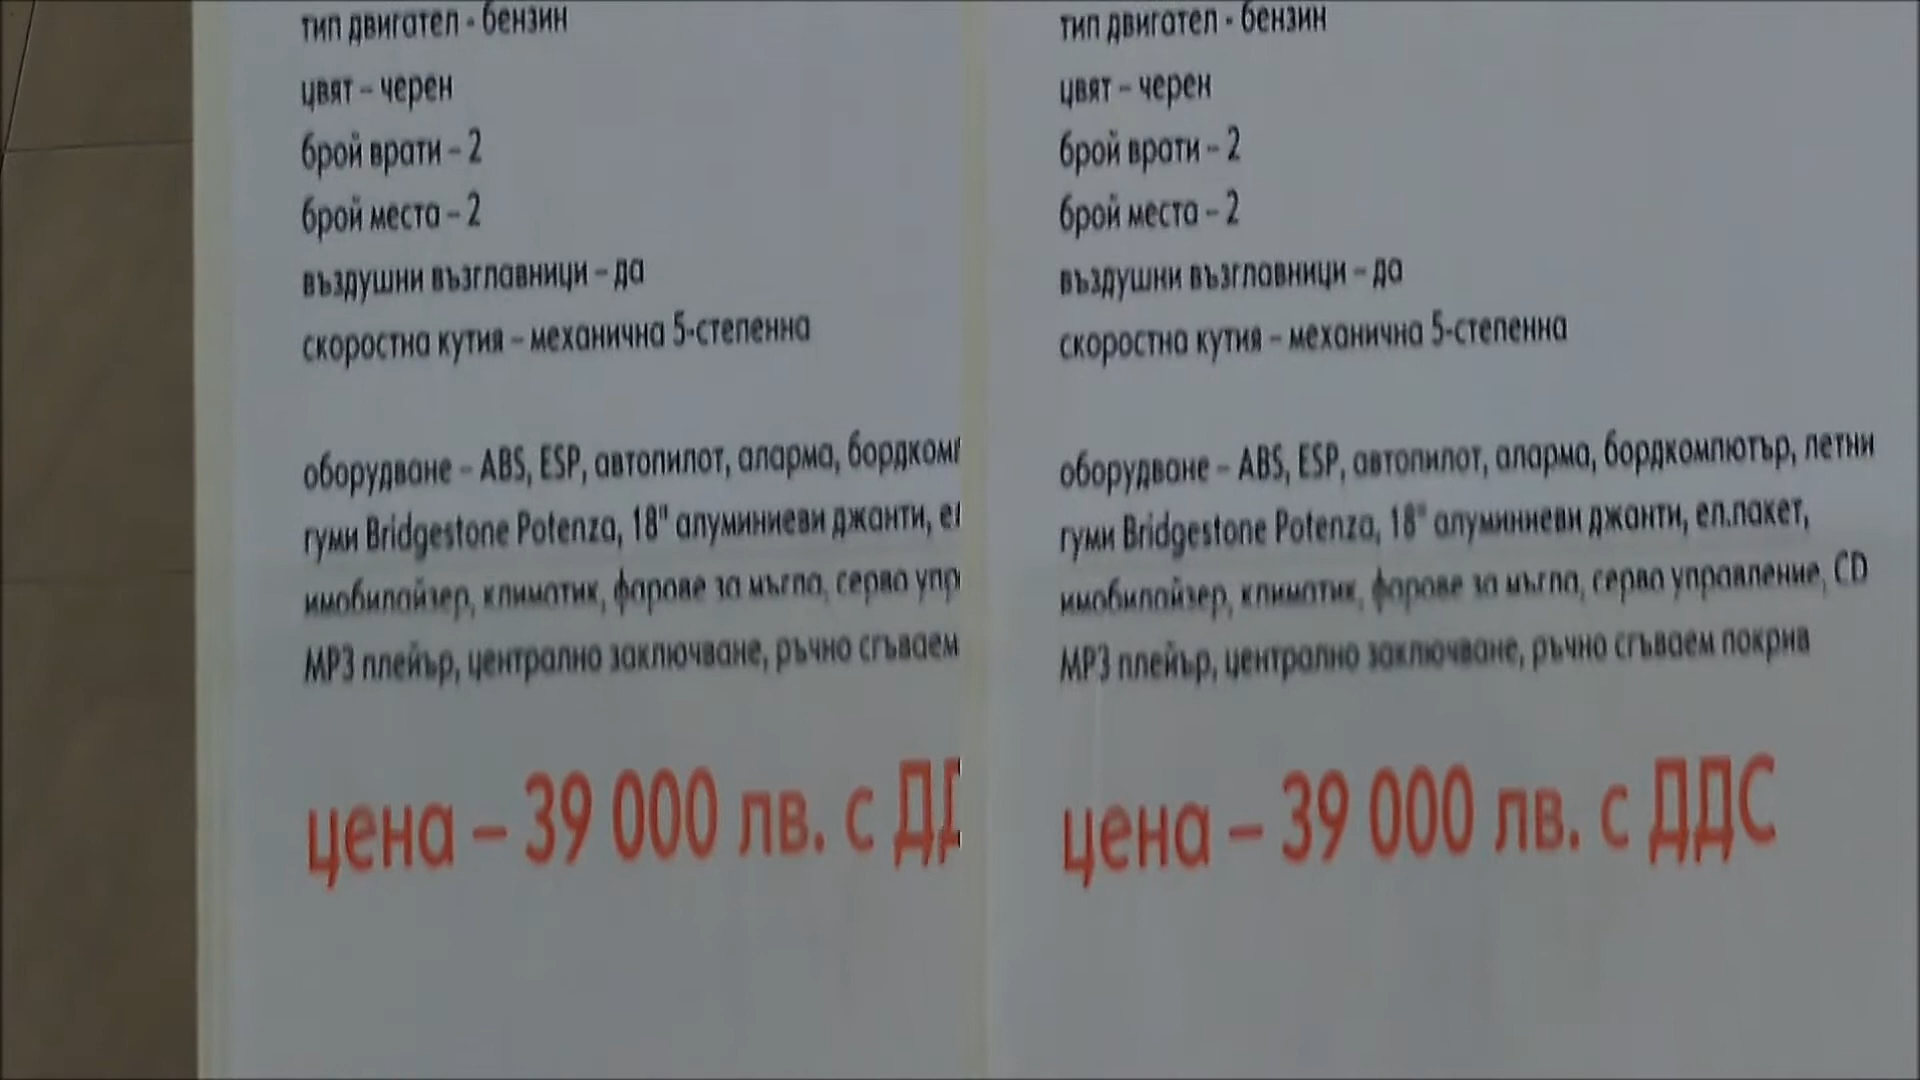 тип двигател - бензин
цвят – черен
брой врати – 2
брой места – 2
въздушни възглавници – да
скоростна кутия – механична 5-степенна
оборудване – ABS, ESP, автопилот, аларма, бордком
гуми Bridgestone Potenza, 18" алуминиеви джанти, ел
имобилайзер, климатик, фарове за мъгла, серво упр
MP3 плейър, централно заключване, ръчно сгъваем
цена – 39 000 лв. с ДД
тип двигател - бензин
цвят – черен
брой врати – 2
брой места – 2
въздушни възглавници – да
скоростна кутия – механична 5-степенна
оборудване – ABS, ESP, автопилот, аларма, бордкомпютър, летни
гуми Bridgestone Potenza, 18" алуминиеви джанти, ел.пакет,
имобилайзер, климатик, фарове за мъгла, серво управление, CD
MP3 плейър, централно заключване, ръчно сгъваем покрив
цена – 39 000 лв. с ДДС